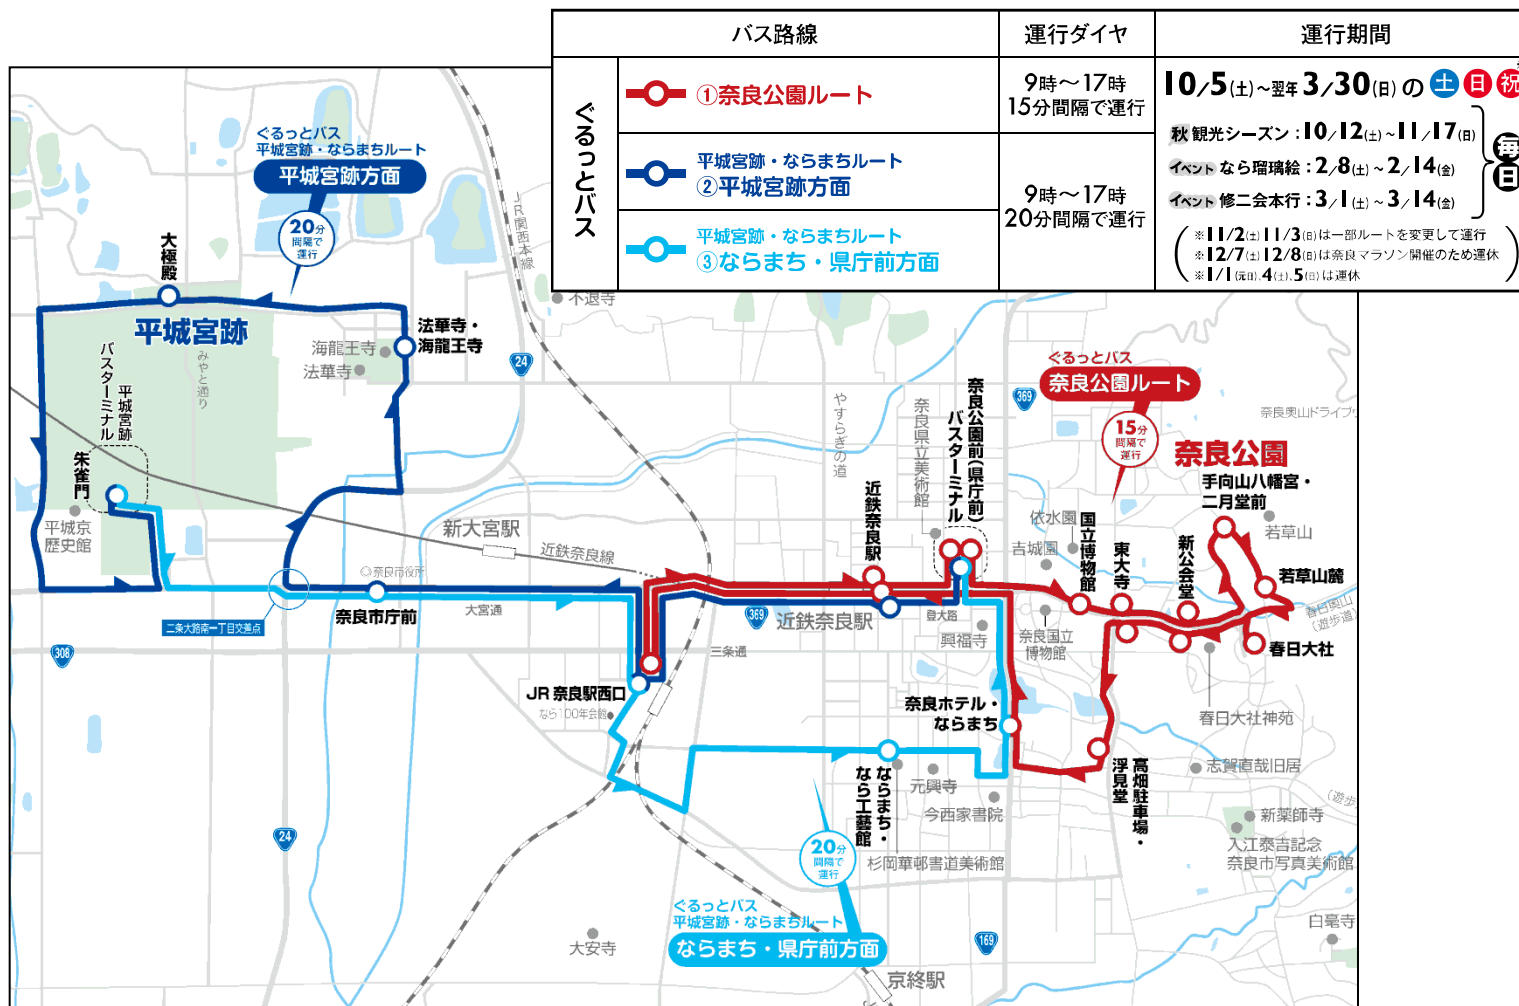 バス路線
運行ダイヤ
運行期間
ぐるっとバス
①奈良公園ルート
9時～17時
15分間隔で運行
平城宮跡・ならまちルート
②平城宮跡方面
平城宮跡・ならまちルート
③ならまち・県庁前方面
9時～17時
20分間隔で運行
10/5(土)～翌年3/30(日)の土日祝
秋 観光シーズン：10/12(土)～11/17(日)
イベント なら瑠璃絵：2/8(土)～2/14(金)
イベント 修二会本行：3/1(土)～3/14(金)
毎日
※11/2(土)11/3(日)は一部ルートを変更して運行
※12/7(土)12/8(日)は奈良マラソン開催のため運休
※1/1(元日)、4(土)、5(日)は運休
ぐるっとバス
平城宮跡・ならまちルート
平城宮跡方面
20分
間隔で
運行
JR関西本線
大極殿
平城宮跡
法華寺・
海龍王寺
海龍王寺
法華寺
不退寺
24
みやと通り
平城宮跡
バスターミナル
朱雀門
平城京
歴史館
新大宮駅
近鉄奈良線
◎奈良市役所
大宮通
奈良市庁前
二条大路南一丁目交差点
308
24
JR奈良駅西口
なら100年会館
三条通
369
近鉄奈良駅
近鉄奈良駅
やすらぎの道
奈良県立美術館
奈良公園前(県庁前)
バスターミナル
登大路
興福寺
369
ぐるっとバス
奈良公園ルート
15分
間隔で
運行
奈良公園
手向山八幡宮・
二月堂前
若草山
奈良奥山ドライブ
依水園
吉城園
国立博物館
東大寺
新公会堂
若草山麓
春日奥山
(遊歩道)
奈良国立
博物館
春日大社
春日大社神苑
奈良ホテル・
ならまち
高畑駐車場・
浮見堂
志賀直哉旧居
(遊歩
新薬師寺
入江泰吉記念
奈良市写真美術館
ならまち・
なら工藝館
元興寺
今西家書院
杉岡華邨書道美術館
20分
間隔で
運行
ぐるっとバス
平城宮跡・ならまちルート
ならまち・県庁前方面
大安寺
京終駅
169
白毫寺